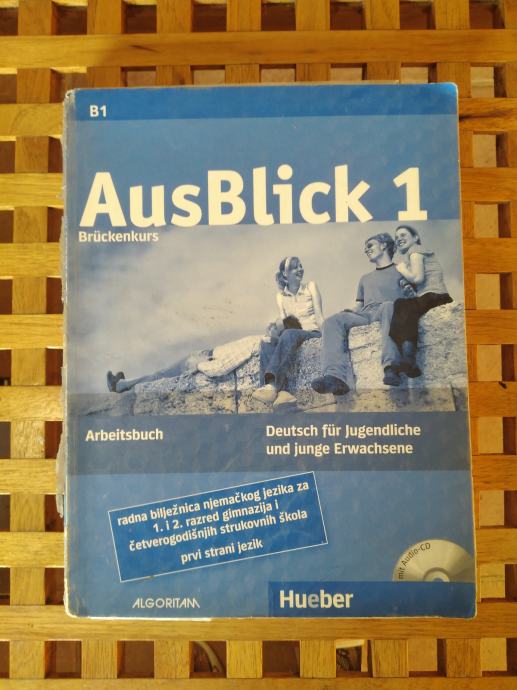 B1
AusBlick 1
Brückenkurs
Arbeitsbuch
Deutsch für Jugendliche
und junge Erwachsene
radna bilježnica njemačkog jezika za
1. i 2. razred gimnazija i
četverogodišnjih strukovnih škola
prvi strani jezik
mit Audio-CD
ALGORITAM
Hueber